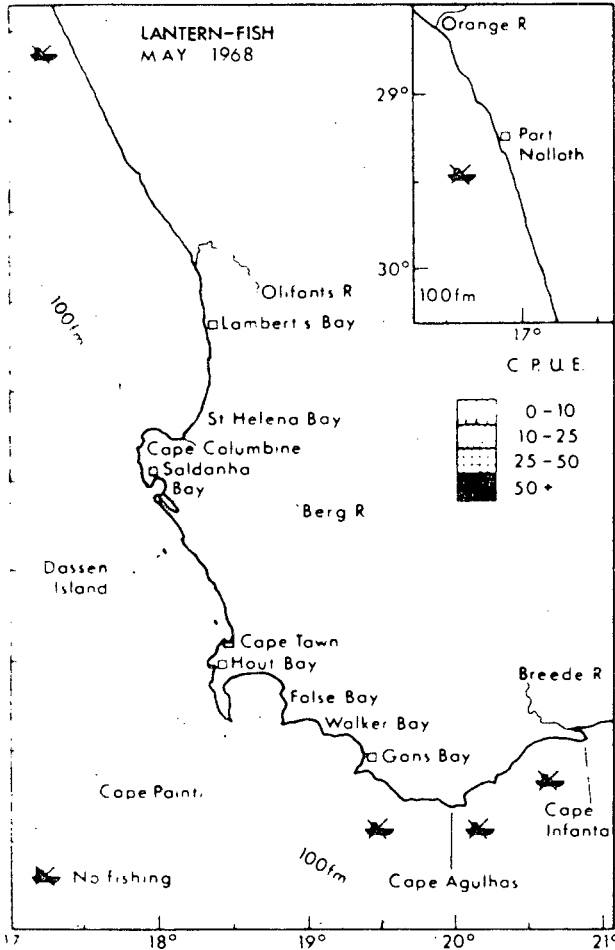 LANTERN-FISH
MAY 1968
Orange R
29°
Port
Nolloth
30°
100fm
17°
Olifants R
100fm
Lambert s Bay
C P. U. E.
0-10
10-25
25-50
50+
St Helena Bay
Cape Columbine
Saldanha
Bay
Berg R
Dassen
Island
Cape Town
Hout Bay
Breede R
False Bay
Walker Bay
Gans Bay
Cape Point
Cape
Infanta
No fishing
100fm
Cape Agulhas
17
18°
19°
20°
21°